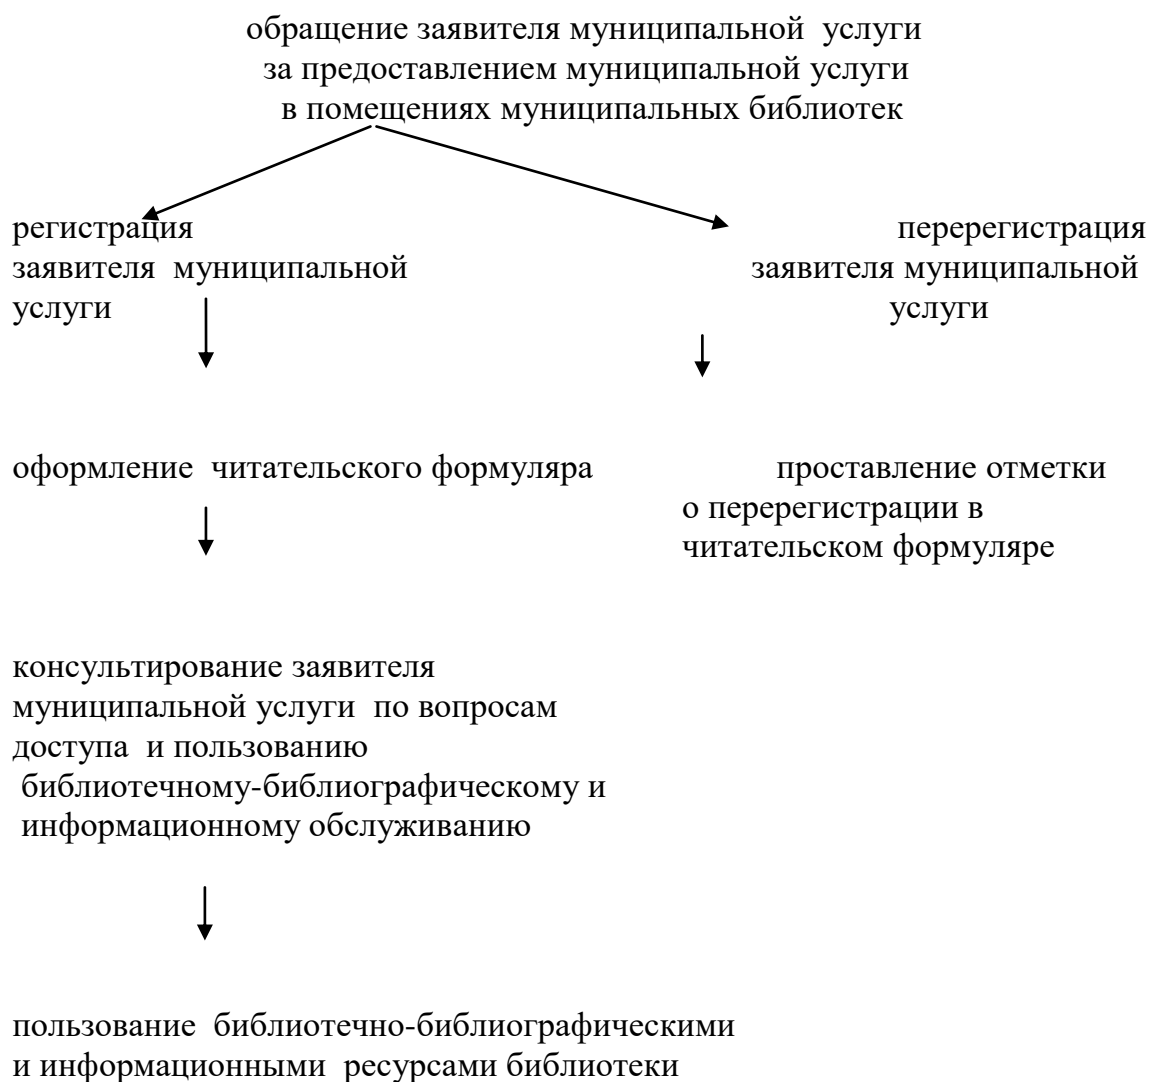 обращение заявителя муниципальной услуги
за предоставлением муниципальной услуги
в помещениях муниципальных библиотек
регистрация
заявителя муниципальной
услуги
перерегистрация
заявителя муниципальной
услуги
оформление читательского формуляра
проставление отметки
о перерегистрации в
читательском формуляре
консультирование заявителя
муниципальной услуги по вопросам
доступа и пользованию
библиотечному-библиографическому и
информационному обслуживанию
пользование библиотечно-библиографическими
и информационными ресурсами библиотеки